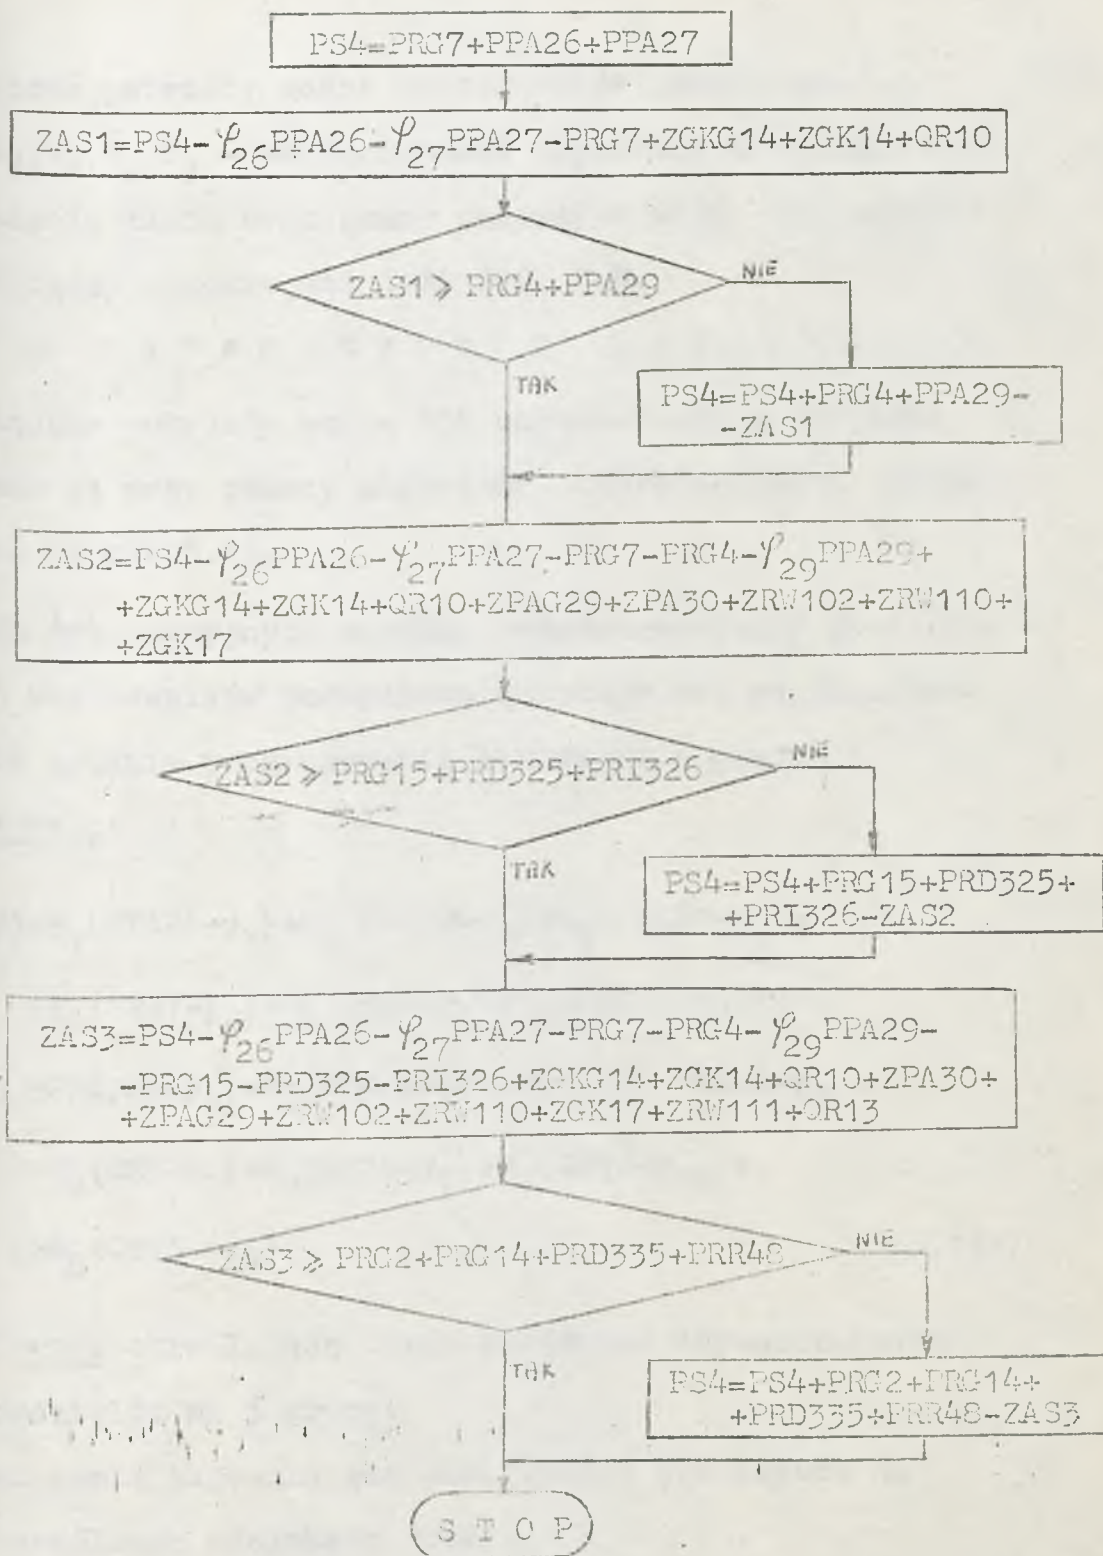 PS4=PRG7+PPA26+PPA27
ZAS1=PS4-φ26PPA26-φ27PPA27-PRG7+ZGKG14+ZGK14+QR10
ZAS1 ⩾ PRG4+PPA29
NIE
TAK
PS4=PS4+PRG4+PPA29-
-ZAS1
ZAS2=PS4-φ26PPA26-φ27PPA27-PRG7-PRG4-φ29PPA29+
+ZGKG14+ZGK14+QR10+ZPAG29+ZPA30+ZRW102+ZRW110+
+ZGK17
ZAS2 ⩾ PRG15+PRD325+PRI326
NIE
TAK
PS4=PS4+PRG15+PRD325+
+PRI326-ZAS2
ZAS3=PS4-φ26PPA26-φ27PPA27-PRG7-PRG4-φ29PPA29-
-PRG15-PRD325-PRI326+ZGKG14+ZGK14+QR10+ZPA30+
+ZPAG29+ZRW102+ZRW110+ZGK17+ZRW111+QR13
ZAS3 ⩾ PRG2+PRG14+PRD335+PRR48
NIE
TAK
PS4=PS4+PRG2+PRG14+
+PRD335+PRR48-ZAS3
S T O P